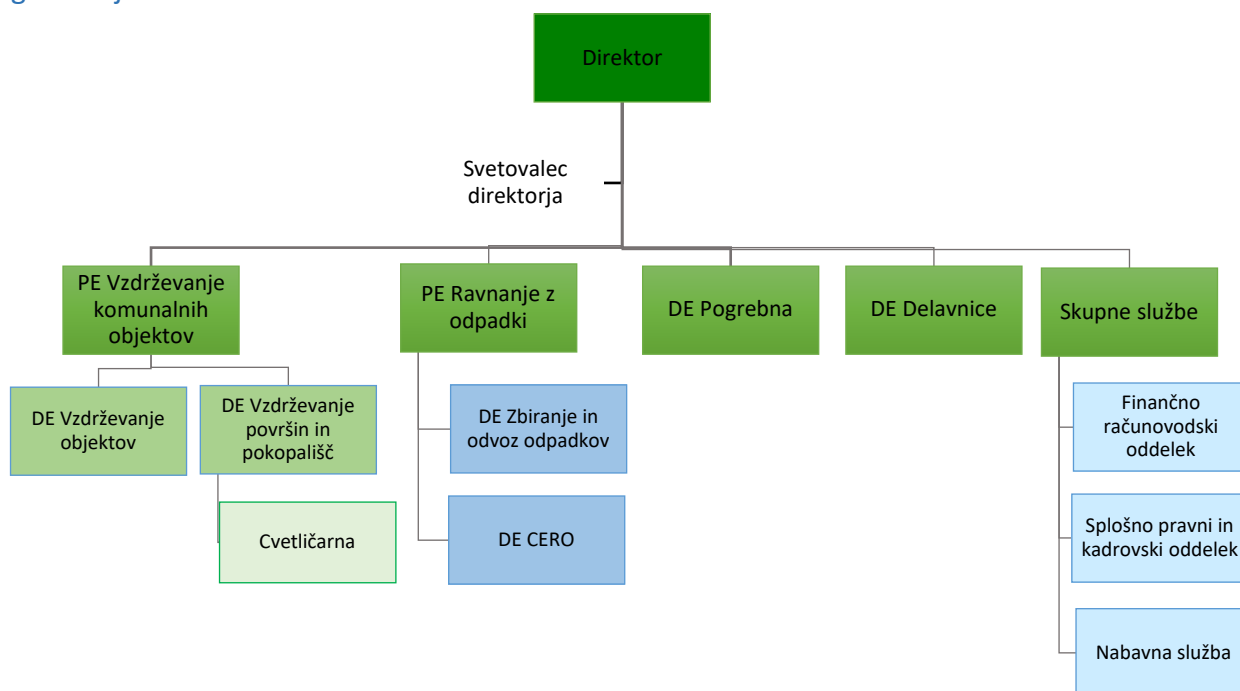 Direktor
Svetovalec
direktorja
PE Vzdrževanje
komunalnih
objektov
PE Ravnanje z
odpadki
DE Pogrebna
DE Delavnice
Skupne službe
DE Vzdrževanje
objektov
DE Vzdrževanje
površin in
pokopališč
Cvetličarna
DE Zbiranje in
odvoz odpadkov
DE CERO
Finančno
računovodski
oddelek
Splošno pravni in
kadrovski oddelek
Nabavna služba